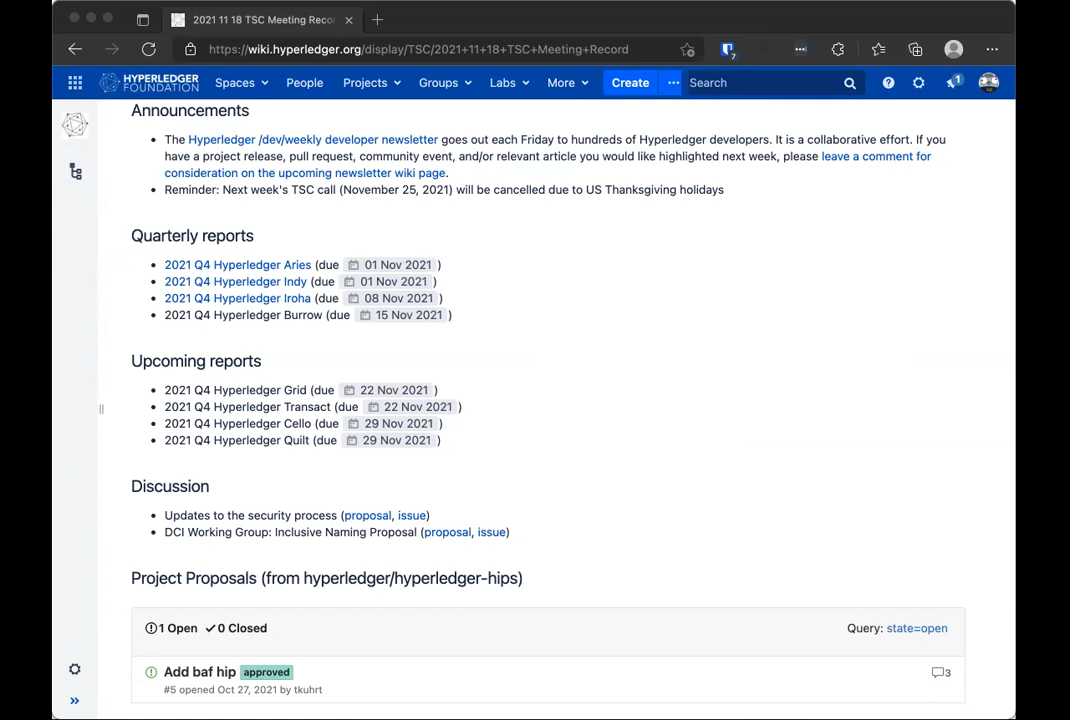 2021 11 18 TSC Meeting Recor
https://wiki.hyperledger.org/display/TSC/2021+11+18+TSC+Meeting+Record
7
HYPERLEDGER FOUNDATION
Spaces People Projects Groups Labs More Create Search 1
Announcements
The Hyperledger /dev/weekly developer newsletter goes out each Friday to hundreds of Hyperledger developers. It is a collaborative effort. If you
have a project release, pull request, community event, and/or relevant article you would like highlighted next week, please leave a comment for
consideration on the upcoming newsletter wiki page.
Reminder: Next week's TSC call (November 25, 2021) will be cancelled due to US Thanksgiving holidays
Quarterly reports
2021 Q4 Hyperledger Aries (due 01 Nov 2021 )
2021 Q4 Hyperledger Indy (due 01 Nov 2021 )
2021 Q4 Hyperledger Iroha (due 08 Nov 2021 )
2021 Q4 Hyperledger Burrow (due 15 Nov 2021 )
Upcoming reports
2021 Q4 Hyperledger Grid (due 22 Nov 2021 )
2021 Q4 Hyperledger Transact (due 22 Nov 2021 )
2021 Q4 Hyperledger Cello (due 29 Nov 2021 )
2021 Q4 Hyperledger Quilt (due 29 Nov 2021 )
Discussion
Updates to the security process (proposal, issue)
DCI Working Group: Inclusive Naming Proposal (proposal, issue)
Project Proposals (from hyperledger/hyperledger-hips)
1 Open 0 Closed Query: state=open
Add baf hip approved 3
#5 opened Oct 27, 2021 by tkuhrt